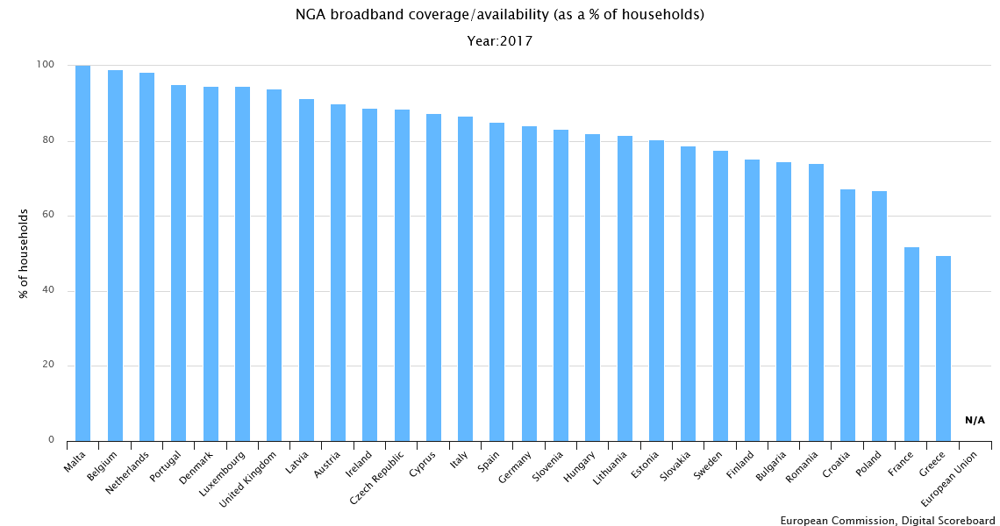 NGA broadband coverage/availability (as a % of households)
Year:2017
% of households
100
80
60
40
20
0
N/A
Malta
Belgium
Netherlands
Portugal
Denmark
Luxembourg
United Kingdom
Latvia
Austria
Ireland
Czech Republic
Cyprus
Italy
Spain
Germany
Slovenia
Hungary
Lithuania
Estonia
Slovakia
Sweden
Finland
Bulgaria
Romania
Croatia
Poland
France
Greece
European Union
European Commission, Digital Scoreboard